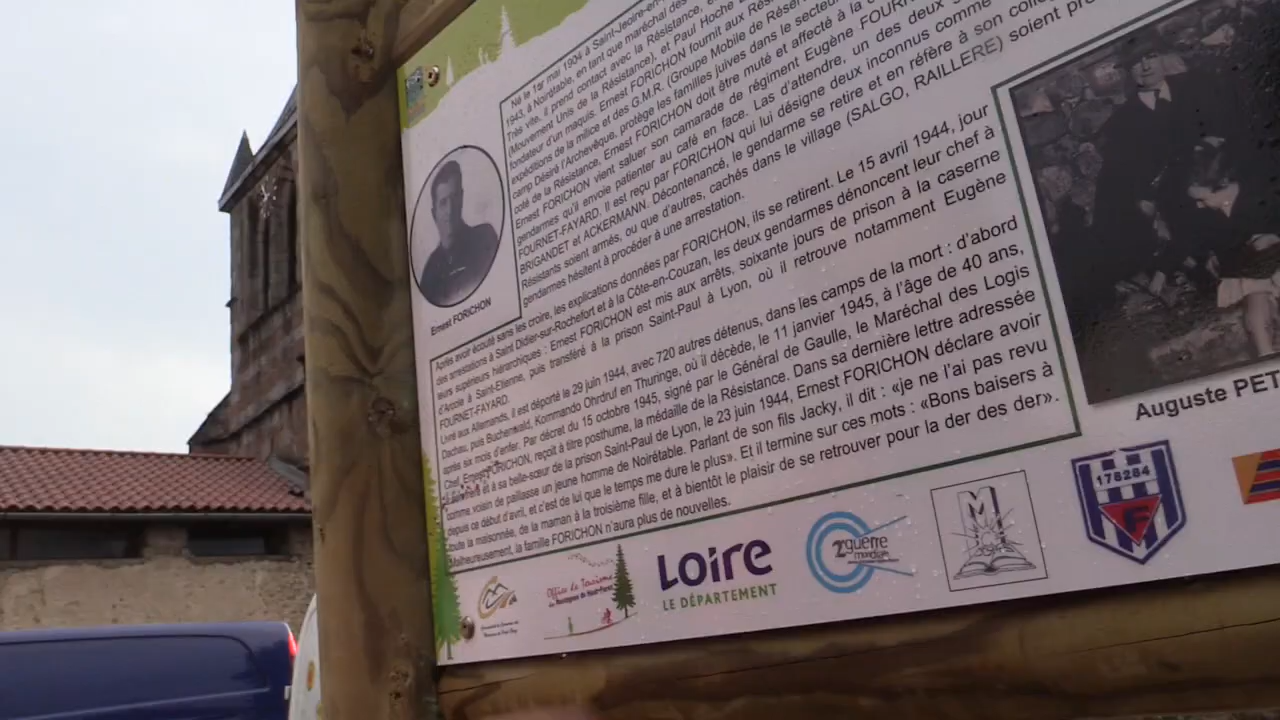 Né le 1er mai 1904 à Saint-Jeoire-en-
1943, à Noirétable, en tant que maréchal des
Très vite, il prend contact avec la Résistance,
(Mouvement Unis de la Résistance), et Paul Hoche
fondateur d'un maquis. Ernest FORICHON fournit aux Rés
expéditions de la milice et des G.M.R. (Groupe Mobile de Réser
camp Désiré l'Archevêque, protège les familles juives dans le secteur
côté de la Résistance, Ernest FORICHON doit être muté et affecté à la
Ernest FORICHON vient saluer son camarade de régiment Eugène FOURN
gendarmes qu'il envoie patienter au café en face. Las d'attendre, un des deux
FOURNET-FAYARD. Il est reçu par FORICHON qui lui désigne deux inconnus comme
BRIGANDET et ACKERMANN. Décontenancé, le gendarme se retire et en réfère à son collè
Résistants soient armés, ou que d'autres, cachés dans le village (SALGO, RAILLERE) soient pr
gendarmes hésitent à procéder à une arrestation.
Ernest FORICHON
Après avoir écouté sans les croire, les explications données par FORICHON, ils se retirent. Le 15 avril 1944, jour
des arrestations à Saint Didier-sur-Rochefort et à la Côte-en-Couzan, les deux gendarmes dénoncent leur chef à
leurs supérieurs hiérarchiques : Ernest FORICHON est mis aux arrêts, soixante jours de prison à la caserne
d'Arcole à Saint-Etienne, puis transféré à la prison Saint-Paul à Lyon, où il retrouve notamment Eugène
FOURNET-FAYARD.
Livré aux Allemands, il est déporté le 29 juin 1944, avec 720 autres détenus, dans les camps de la mort : d'abord
Dachau, puis Buchenwald, Kommando Ohrdruf en Thuringe, où il décède, le 11 janvier 1945, à l'âge de 40 ans,
après six mois d'enfer. Par décret du 15 octobre 1945, signé par le Général de Gaulle, le Maréchal des Logis
Chef, Ernest FORICHON, reçoit à titre posthume, la médaille de la Résistance. Dans sa dernière lettre adressée
et à sa belle-sœur de la prison Saint-Paul de Lyon, le 23 juin 1944, Ernest FORICHON déclare avoir
comme voisin de paillasse un jeune homme de Noirétable. Parlant de son fils Jacky, il dit : «je ne l'ai pas revu
depuis ce début d'avril, et c'est de lui que le temps me dure le plus». Et il termine sur ces mots : «Bons baisers à
toute la maisonnée, de la maman à la troisième fille, et à bientôt le plaisir de se retrouver pour la der des der».
Malheureusement, la famille FORICHON n'aura plus de nouvelles.
Auguste PET
Office de Tourisme
Loire
LE DÉPARTEMENT
2e guerre
mondiale
M
178284
F